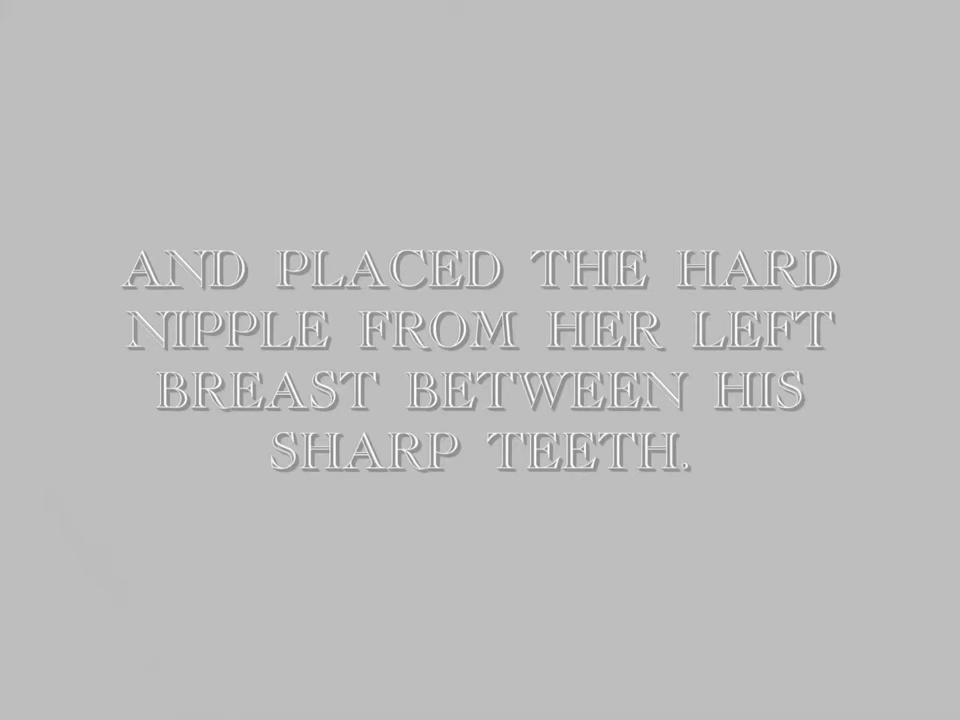 AND PLACED THE HARD
NIPPLE FROM HER LEFT
BREAST BETWEEN HIS
SHARP TEETH.